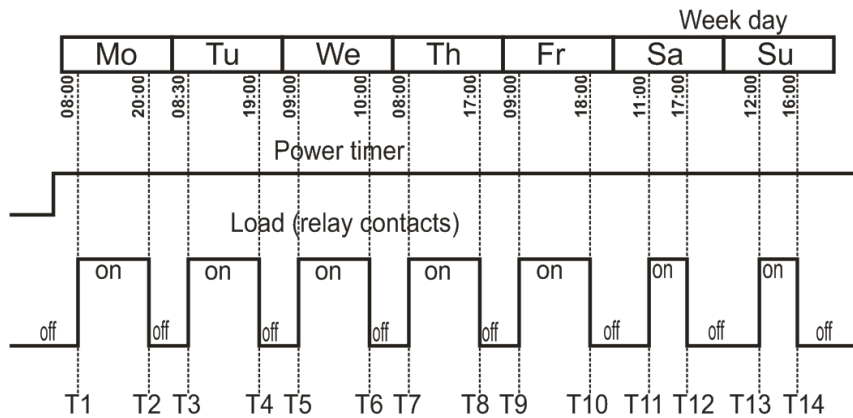 Week day
Mo Tu We Th Fr Sa Su
08:00 20:00 08:30 19:00 09:00 10:00 08:00 17:00 09:00 18:00 11:00 17:00 12:00 16:00
Power timer
Load (relay contacts)
on on on on on on on
off off off off off off off off
T1 T2 T3 T4 T5 T6 T7 T8 T9 T10 T11 T12 T13 T14